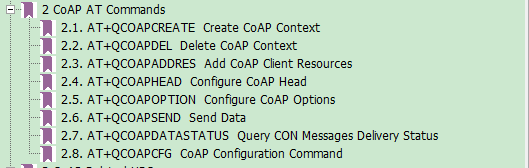 2 CoAP AT Commands
2.1. AT+QCOAPCREATE Create CoAP Context
2.2. AT+QCOAPDEL Delete CoAP Context
2.3. AT+QCOAPADDRES Add CoAP Client Resources
2.4. AT+QCOAPHEAD Configure CoAP Head
2.5. AT+QCOAPOPTION Configure CoAP Options
2.6. AT+QCOAPSEND Send Data
2.7. AT+QCOAPDATASTATUS Query CON Messages Delivery Status
2.8. AT+QCOAPCFG CoAP Configuration Command